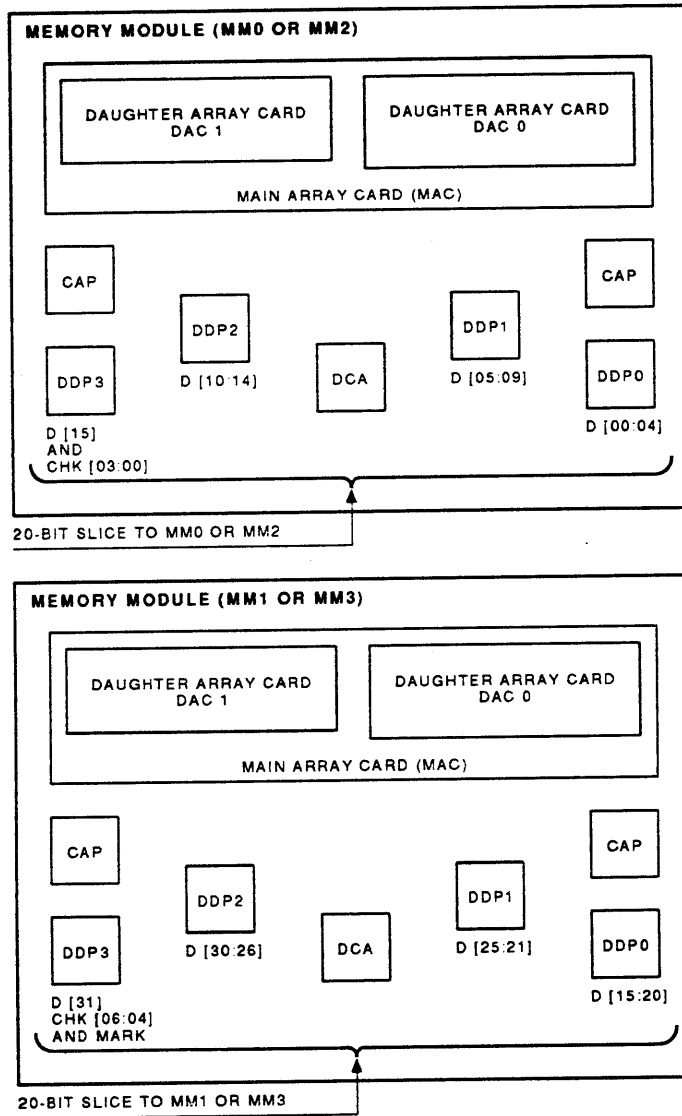 MEMORY MODULE (MM0 OR MM2)
DAUGHTER ARRAY CARD
DAC 1
DAUGHTER ARRAY CARD
DAC 0
MAIN ARRAY CARD (MAC)
CAP
CAP
DDP2
DDP1
DDP3
DCA
DDP0
D [10:14]
D [05:09]
D [15]
AND
CHK [03:00]
D [00:04]
20-BIT SLICE TO MM0 OR MM2
MEMORY MODULE (MM1 OR MM3)
DAUGHTER ARRAY CARD
DAC 1
DAUGHTER ARRAY CARD
DAC 0
MAIN ARRAY CARD (MAC)
CAP
CAP
DDP2
DDP1
DDP3
DCA
DDP0
D [30:26]
D [25:21]
D [31]
CHK [06:04]
AND MARK
D [15:20]
20-BIT SLICE TO MM1 OR MM3